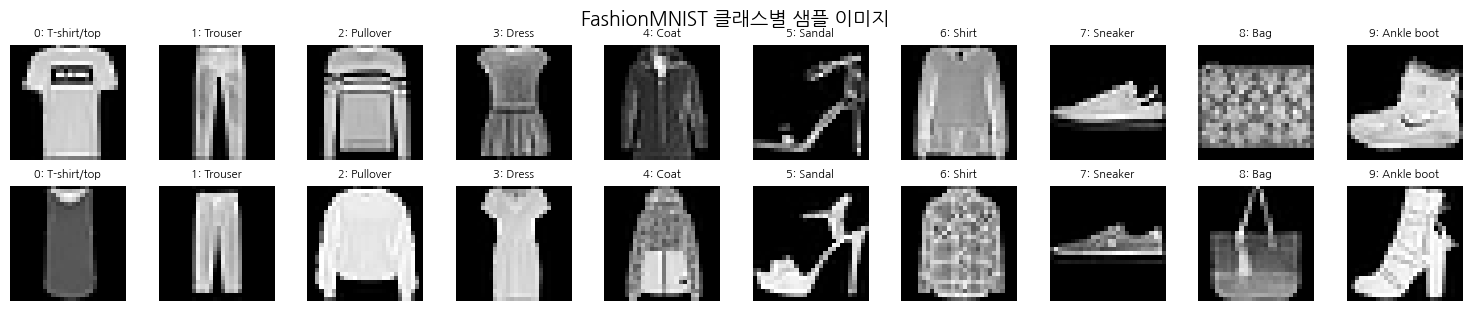 FashionMNIST 클래스별 샘플 이미지
0: T-shirt/top 1: Trouser 2: Pullover 3: Dress 4: Coat 5: Sandal 6: Shirt 7: Sneaker 8: Bag 9: Ankle boot
0: T-shirt/top 1: Trouser 2: Pullover 3: Dress 4: Coat 5: Sandal 6: Shirt 7: Sneaker 8: Bag 9: Ankle boot